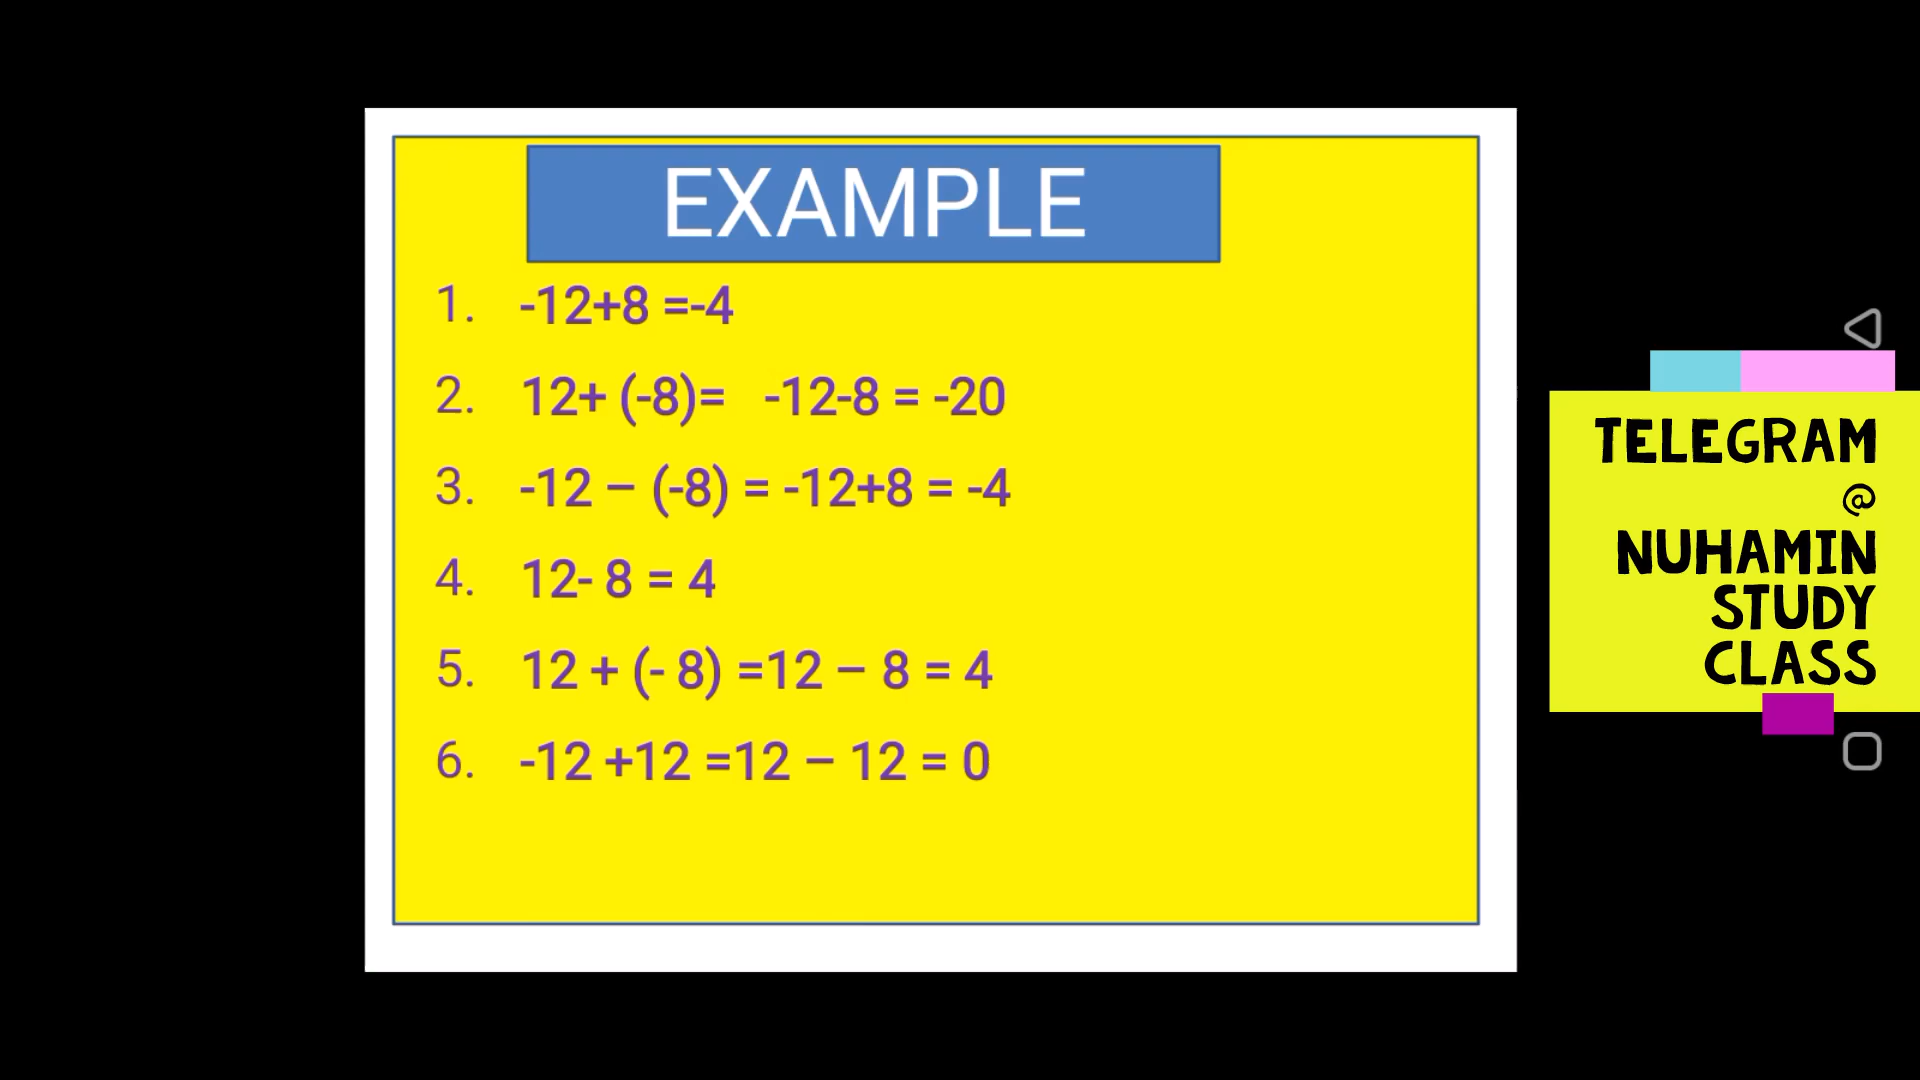 EXAMPLE
1. -12+8 =-4
2. 12+ (-8)= -12-8 = -20
3. -12 – (-8) = -12+8 = -4
4. 12- 8 = 4
5. 12 + (- 8) =12 – 8 = 4
6. -12 +12 =12 – 12 = 0
TELEGRAM
@
NUHAMIN
STUDY
CLASS